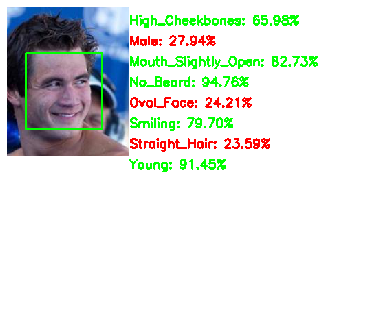 High_Cheekbones: 65.98%
Male: 27.94%
Mouth_Slightly_Open: 82.73%
No_Beard: 94.76%
Oval_Face: 24.21%
Smiling: 79.70%
Straight_Hair: 23.59%
Young: 91.45%